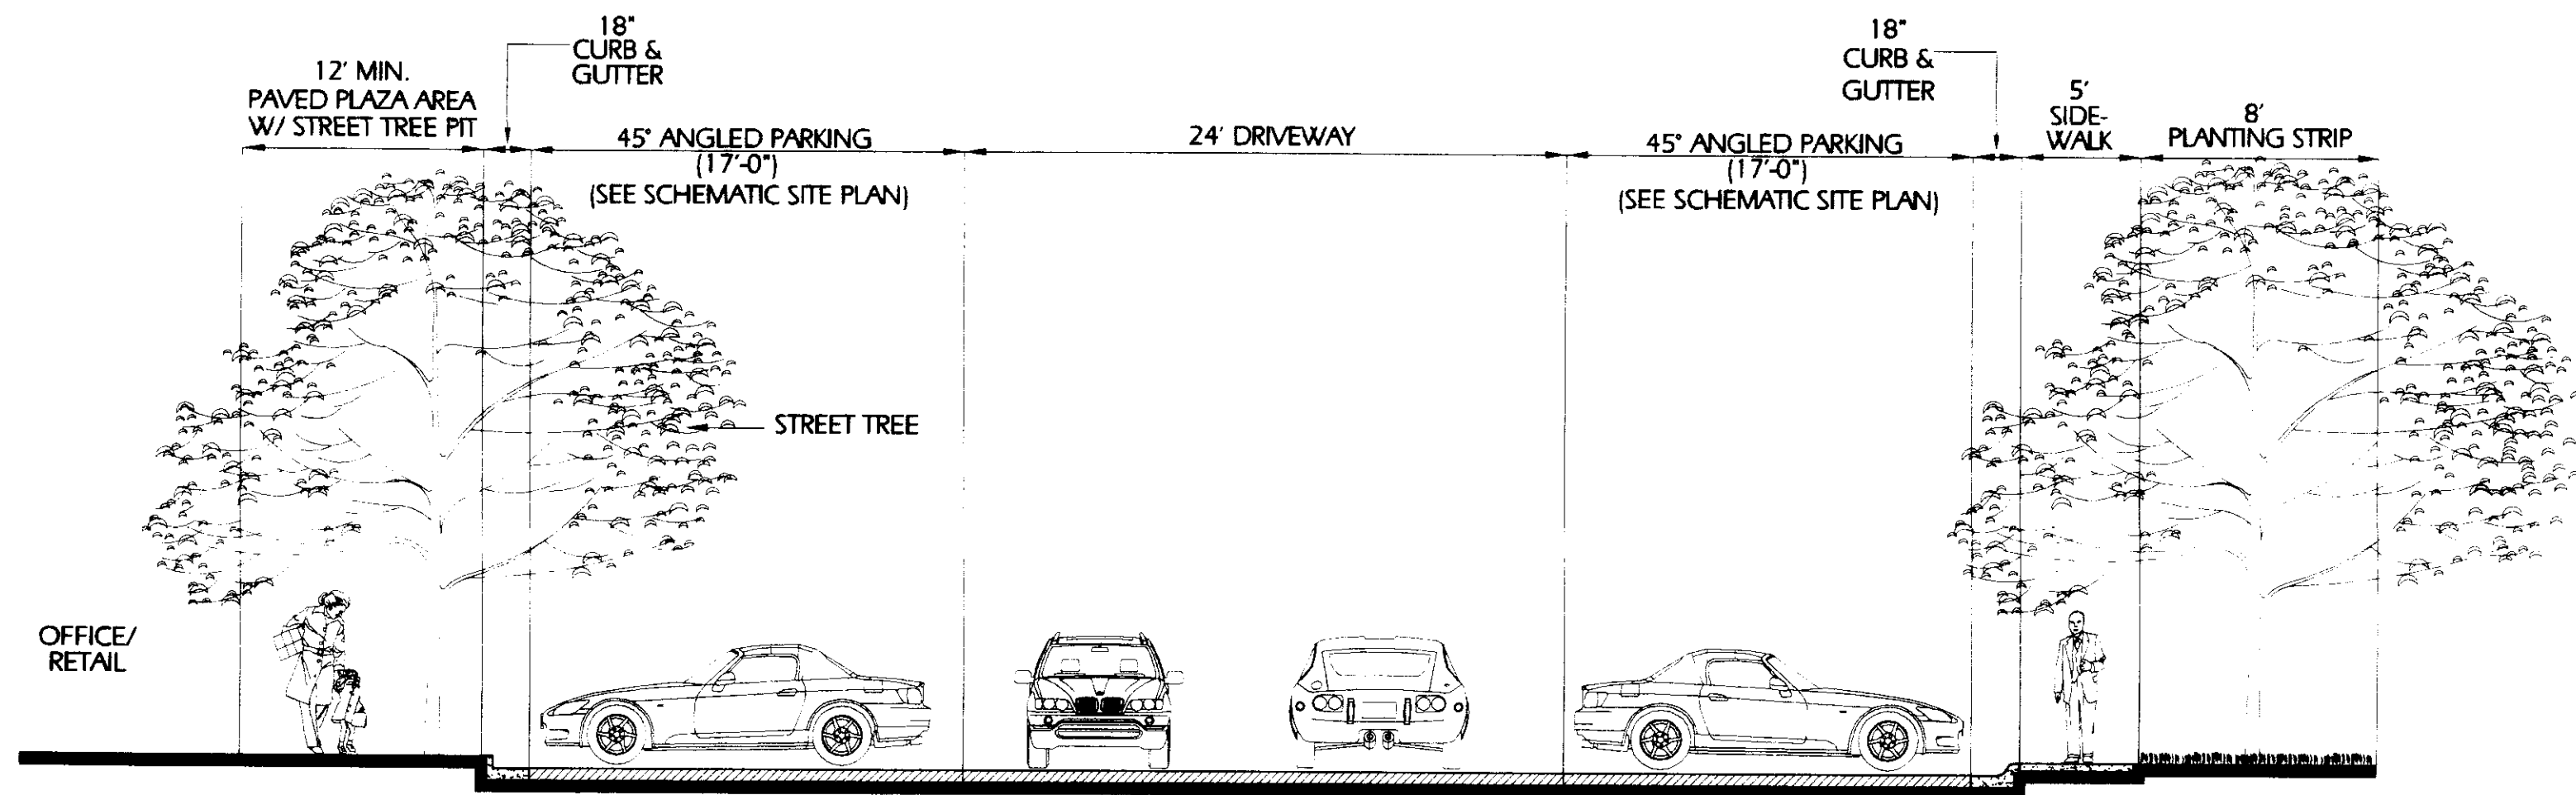 12' MIN.
PAVED PLAZA AREA
W/ STREET TREE PIT
18"
CURB &
GUTTER
45° ANGLED PARKING
(17'-0")
(SEE SCHEMATIC SITE PLAN)
24' DRIVEWAY
45° ANGLED PARKING
(17'-0")
(SEE SCHEMATIC SITE PLAN)
18"
CURB &
GUTTER
5'
SIDE-
WALK
8'
PLANTING STRIP
STREET TREE
OFFICE/
RETAIL